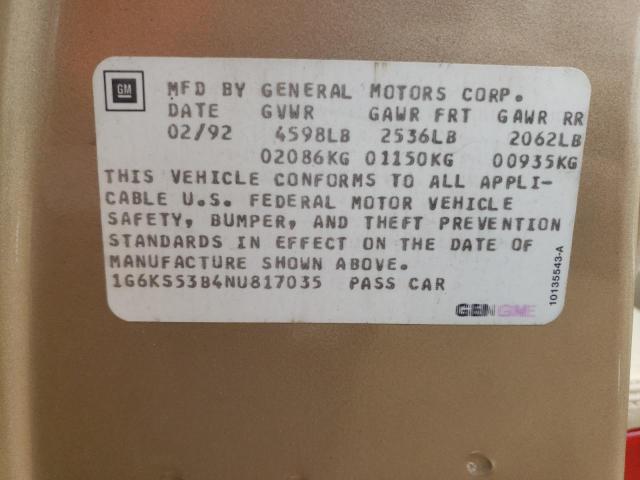 GM
MFD BY GENERAL MOTORS CORP.
DATE GVWR GAWR FRT GAWR RR
02/92 4598LB 2536LB 2062LB
02086KG 01150KG 00935KG
THIS VEHICLE CONFORMS TO ALL APPLI-
CABLE U.S. FEDERAL MOTOR VEHICLE
SAFETY, BUMPER, AND THEFT PREVENTION
STANDARDS IN EFFECT ON THE DATE OF
MANUFACTURE SHOWN ABOVE.
1G6KS53B4NU817035 PASS CAR
10135543-A